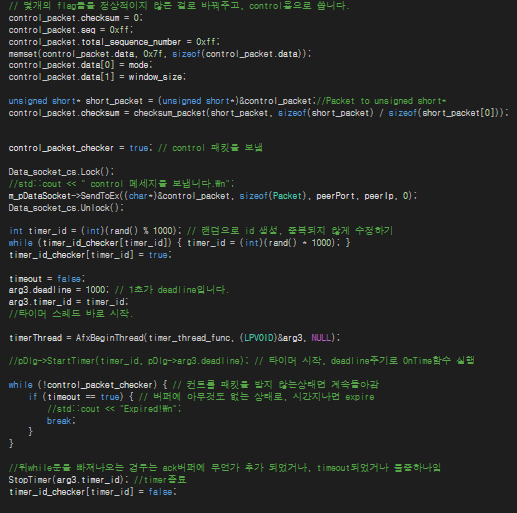 // 몇개의 flag들을 정상적이지 않은 걸로 바꿔주고, control용으로 씁니다.
control_packet.checksum = 0;
control_packet.seq = 0xff;
control_packet.total_sequence_number = 0xff;
memset(control_packet.data, 0x7f, sizeof(control_packet.data));
control_packet.data[0] = mode;
control_packet.data[1] = window_size;
unsigned short* short_packet = (unsigned short*)&control_packet;//Packet to unsigned short*
control_packet.checksum = checksum_packet(short_packet, sizeof(short_packet) / sizeof(short_packet[0]));
control_packet_checker = true; // control 패킷을 보냄
Data_socket_cs.Lock();
//std::cout << " control 메세지를 보냅니다.\n";
m_pDataSocket->SendToEx((char*)&control_packet, sizeof(Packet), peerPort, peerIp, 0);
Data_socket_cs.Unlock();
int timer_id = (int)(rand() % 1000); // 랜덤으로 id 생성, 중복되지 않게 수정하기
while (timer_id_checker[timer_id]) { timer_id = (int)(rand() * 1000); }
timer_id_checker[timer_id] = true;
timeout = false;
arg3.deadline = 1000; // 1초가 deadline입니다.
arg3.timer_id = timer_id;
//타이머 스레드 바로 시작.
timerThread = AfxBeginThread(timer_thread_func, (LPVOID)&arg3, NULL);
//pDlg->StartTimer(timer_id, pDlg->arg3.deadline); // 타이머 시작, deadline주기로 OnTime함수 실행
while (!control_packet_checker) { // 컨트롤 패킷을 받지 않는상태면 계속돌아감
if (timeout == true) { // 버퍼에 아무것도 없는 상태로, 시간지나면 expire
//std::cout << "Expired!\n";
break;
}
}
//위while문을 빠져나오는 경우는 ack버퍼에 무언가 추가 되었거나, timeout되었거나 둘중하나임
StopTimer(arg3.timer_id); //timer종료
timer_id_checker[timer_id] = false;